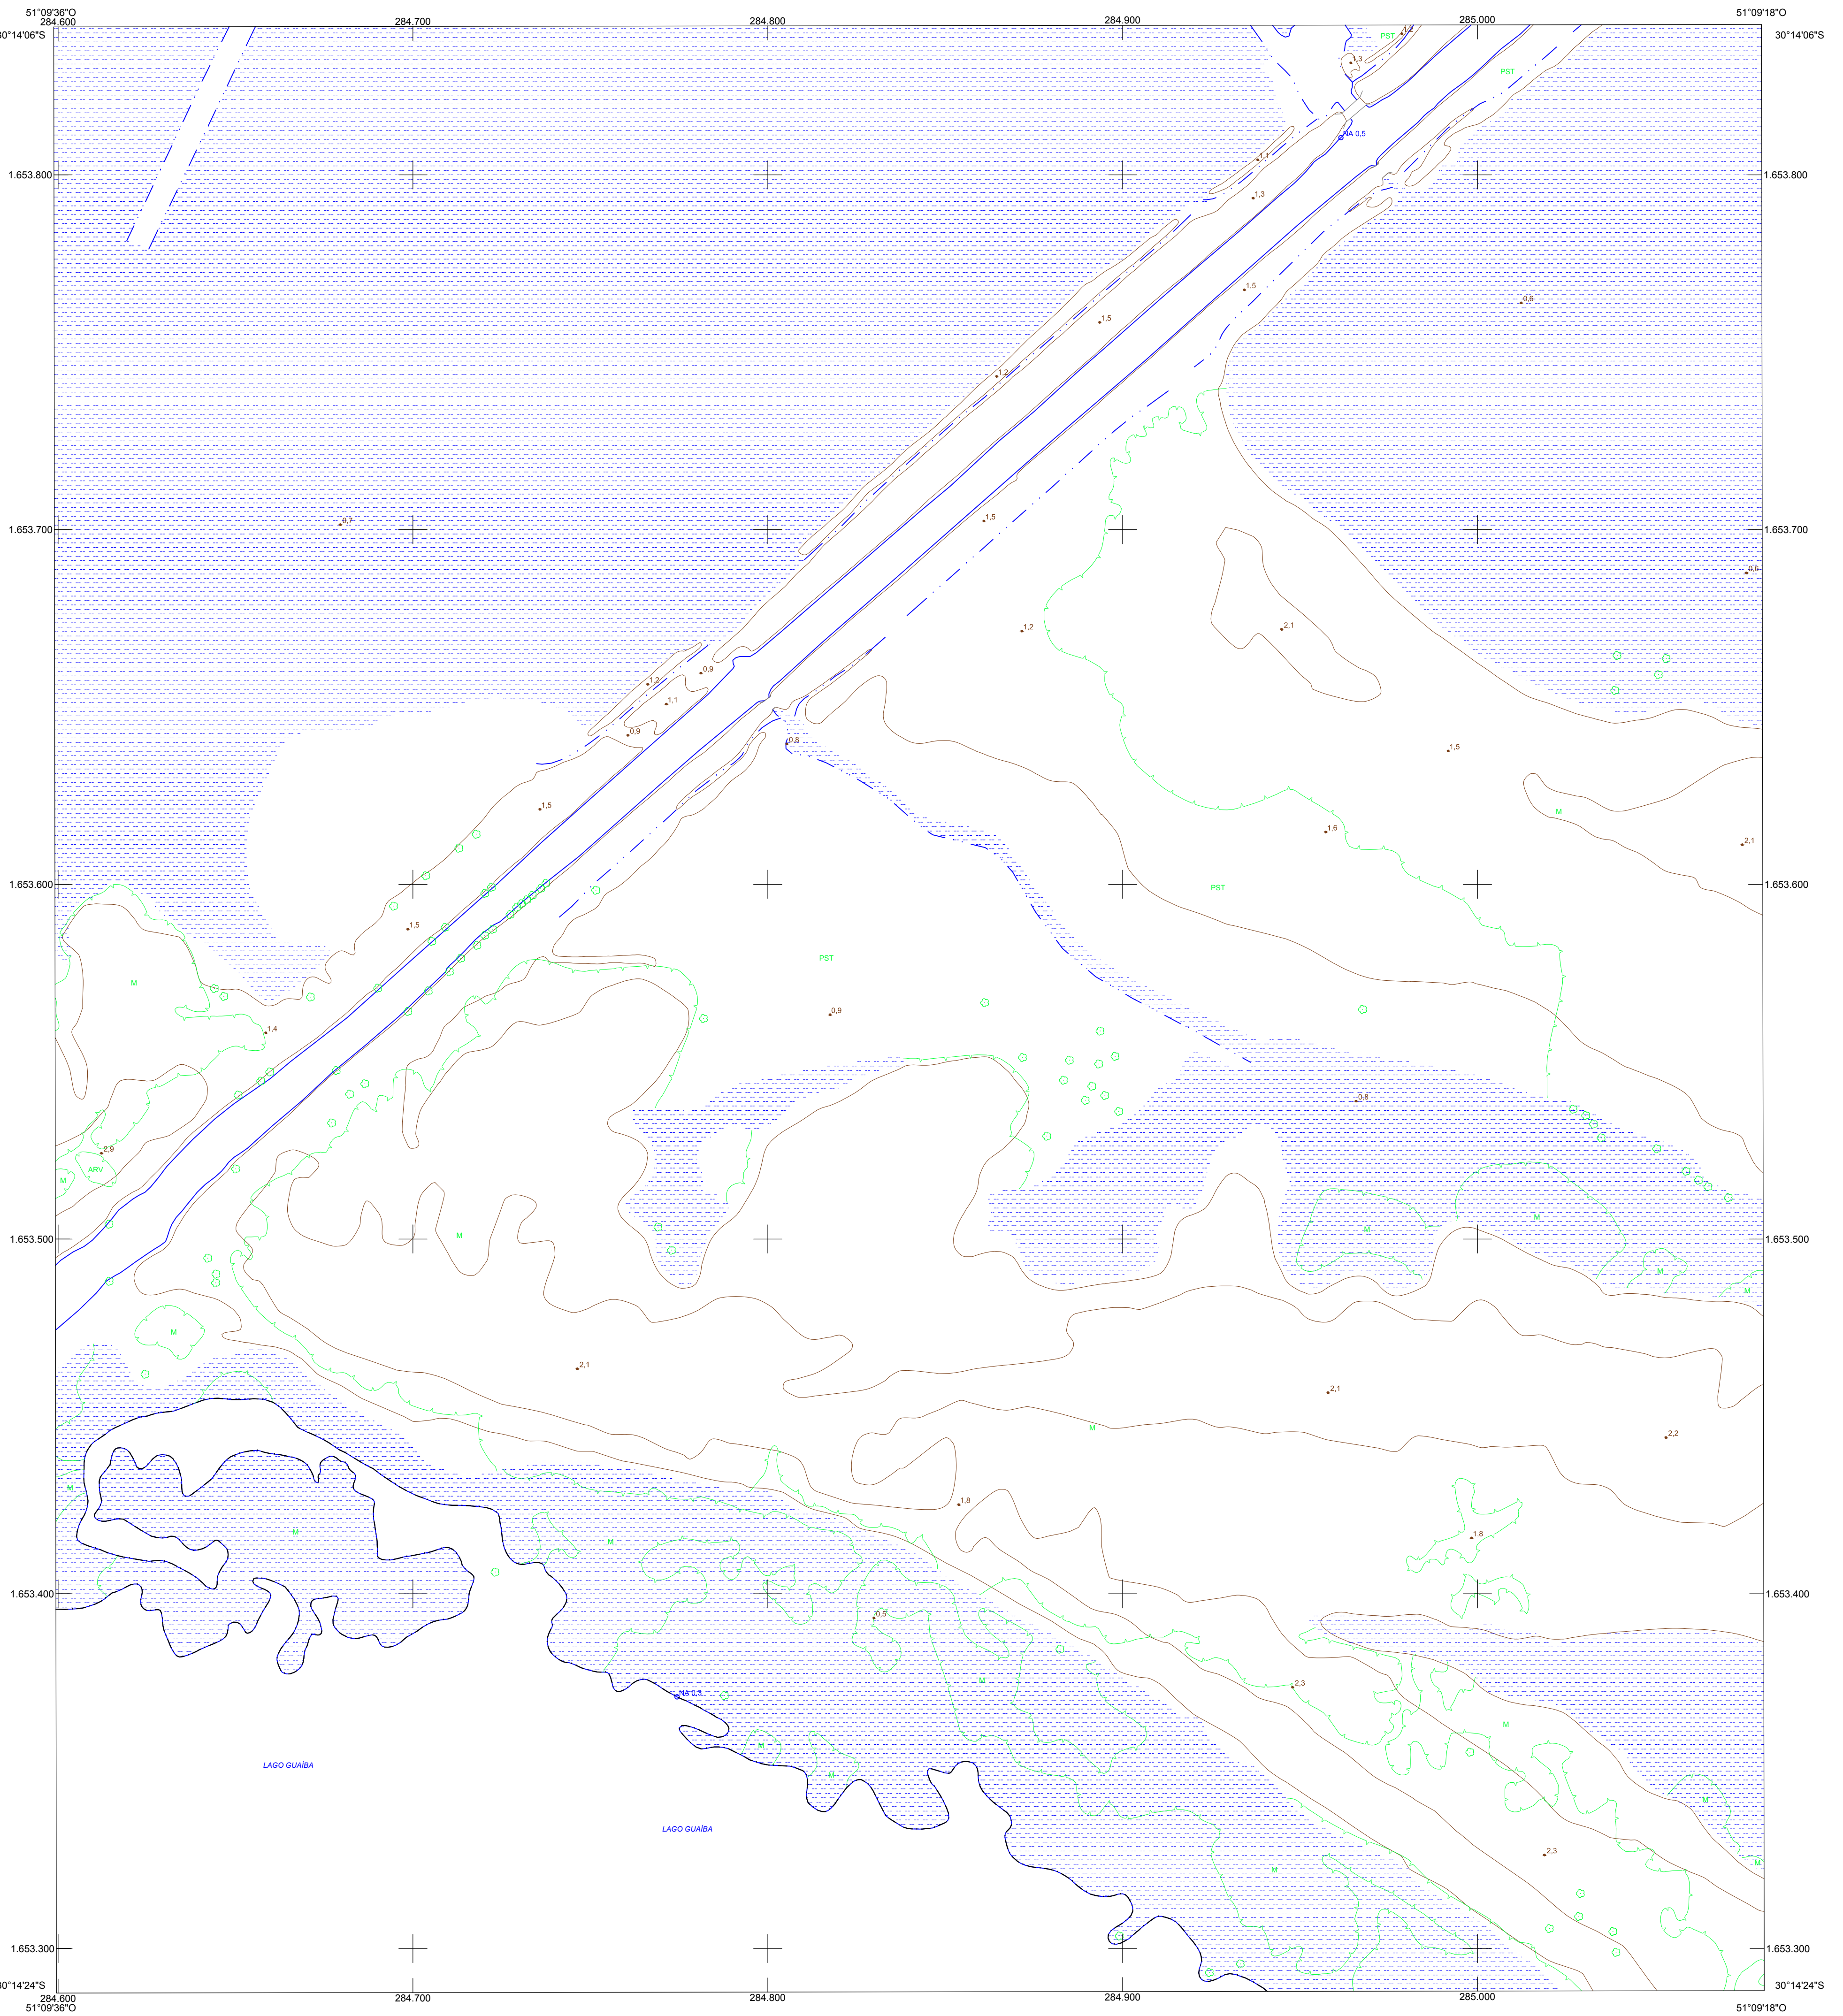 51°09'36"O
284.600 284.700 284.800 284.900 285.000
51°09'18"O
30°14'06"S 30°14'06"S
PST 1,2
1,3
PST
NA 0,5
1,1
1.653.800 1.653.800
1,3
1,5
0,6
1,5
1,2
0,7
1,5
1.653.700 1.653.700
0,6
1,2
2,1
0,9
1,2
1,1
0,9
0,8
1,5
1,5
M
1,6
2,1
1.653.600 PST 1.653.600
1,5
PST
M
0,9
1,4
0,8
2,9
ARV
M
M
M
M
1.653.500 1.653.500
M
M
M
2,1
2,1
M
2,2
M
1,8
M
M
1,8
1.653.400 1.653.400
0,5
M
2,3
NA 0,3
M
M
LAGO GUAÍBA
M
M
LAGO GUAÍBA
2,3
M
M
1.653.300 1.653.300
30°14'24"S 30°14'24"S
284.600 284.700 284.800 284.900 285.000
51°09'36"O 51°09'18"O